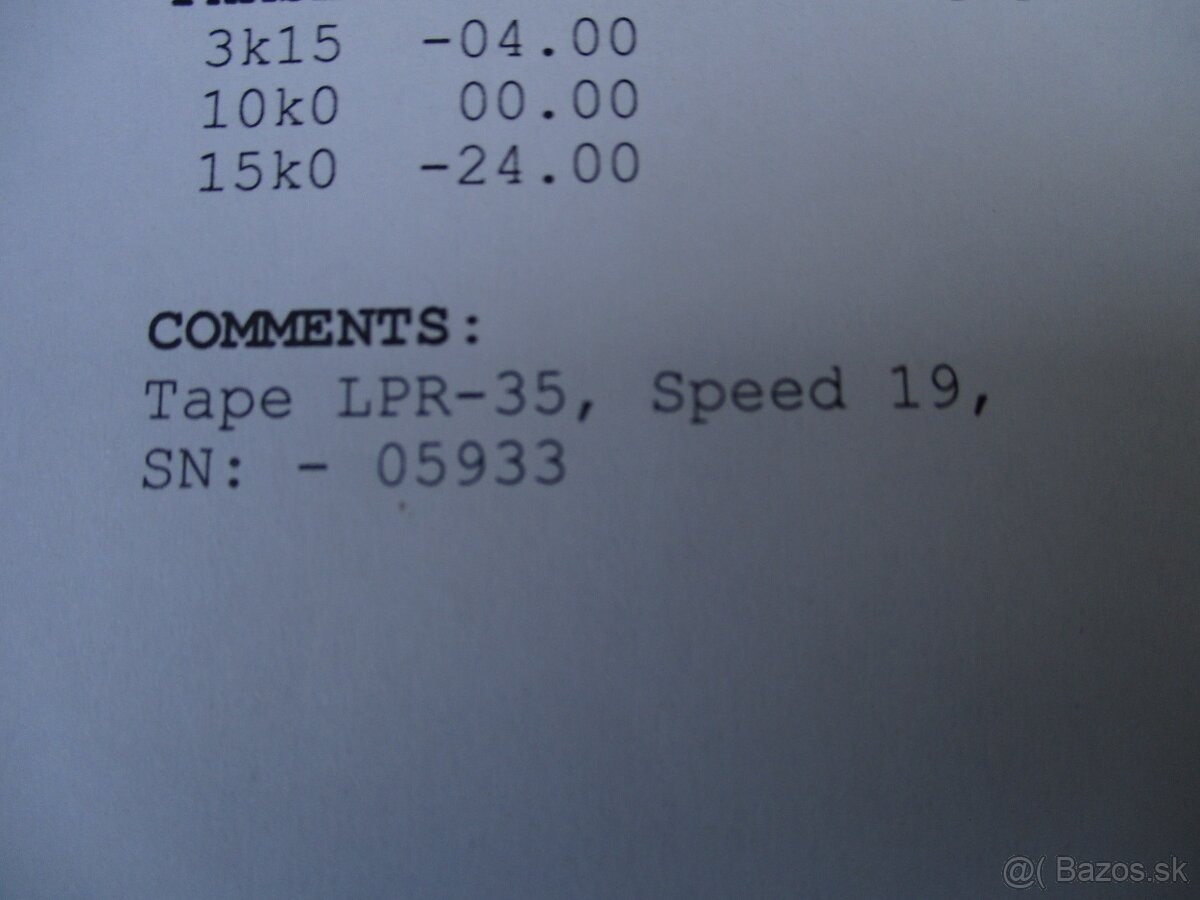 3k15 -04.00
10k0 00.00
15k0 -24.00
COMMENTS:
Tape LPR-35, Speed 19,
SN: - 05933
@( Bazos.sk